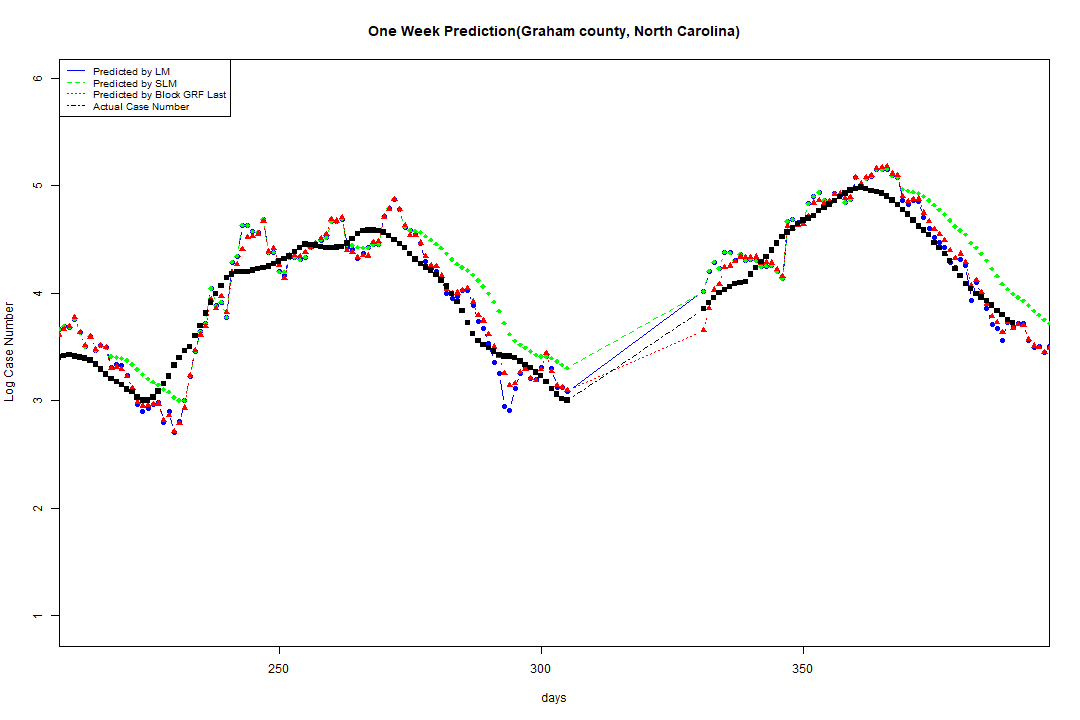 One Week Prediction(Graham county, North Carolina)
Predicted by LM
Predicted by SLM
Predicted by Block GRF Last
Actual Case Number
6
5
4
3
2
1
Log Case Number
250
300
350
days